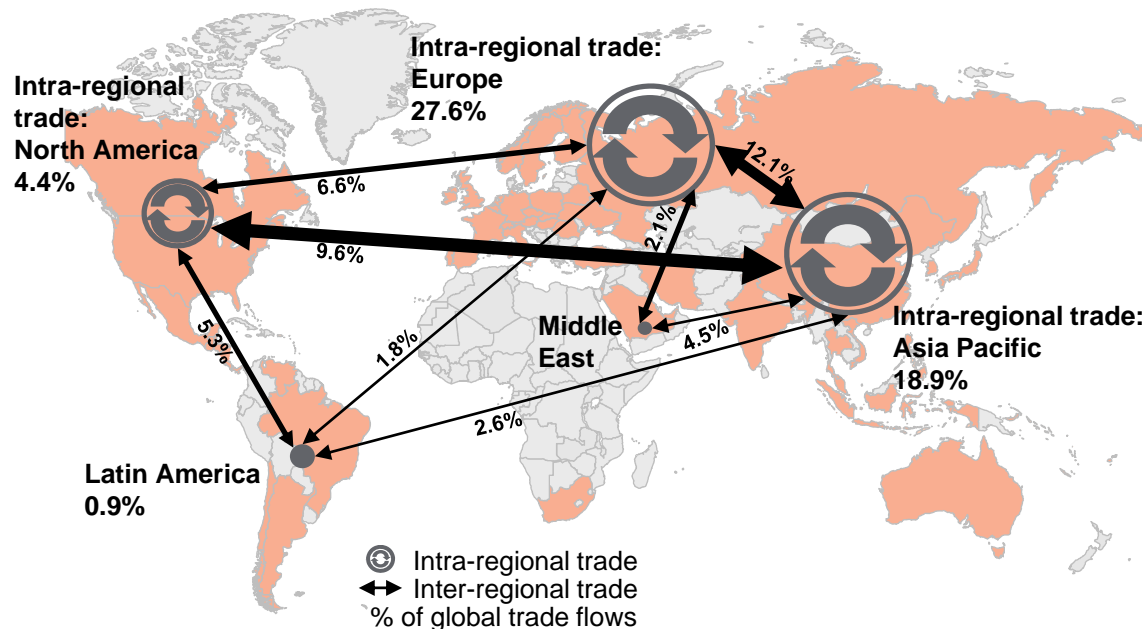 Intra-regional trade:
Europe
27.6%
Intra-regional
trade:
North America
4.4%
6.6%
12.1%
9.6%
2.1%
5.3%
1.8%
Middle
East
4.5%
Intra-regional trade:
Asia Pacific
18.9%
2.6%
Latin America
0.9%
Intra-regional trade
Inter-regional trade
% of global trade flows